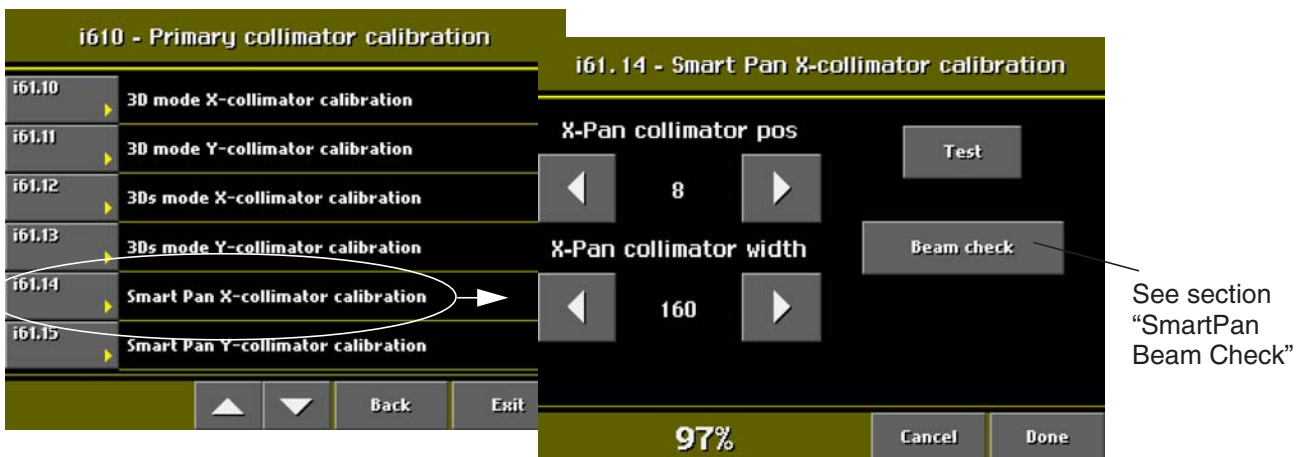 i610 - Primary collimator calibration
i61.10
3D mode X-collimator calibration
i61.11
3D mode Y-collimator calibration
i61.12
3Ds mode X-collimator calibration
i61.13
3Ds mode Y-collimator calibration
i61.14
Smart Pan X-collimator calibration
i61.15
Smart Pan Y-collimator calibration
Back
Exit
i61.14 - Smart Pan X-collimator calibration
X-Pan collimator pos
8
Test
X-Pan collimator width
160
Beam check
97%
Cancel
Done
See section
“SmartPan
Beam Check”